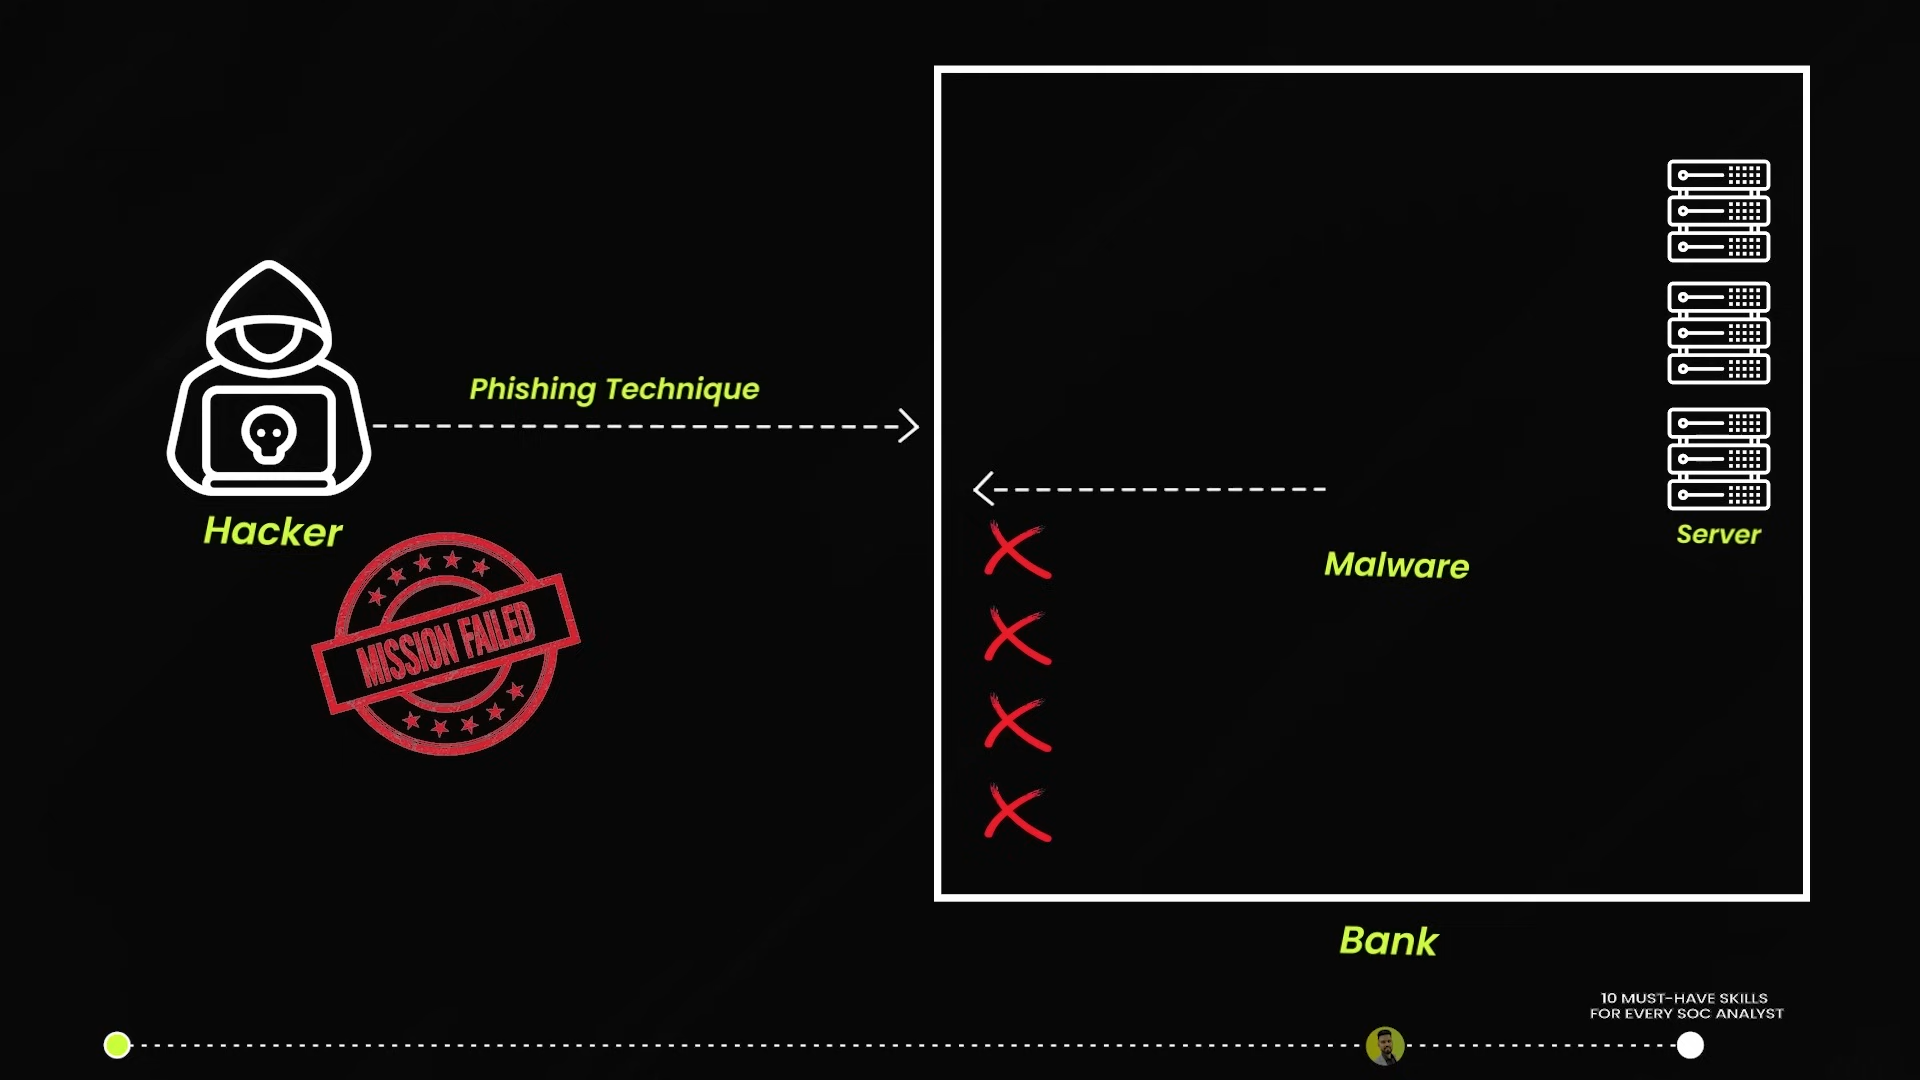 Phishing Technique
Hacker
MISSION FAILED
Server
Malware
Bank
10 MUST-HAVE SKILLS
FOR EVERY SOC ANALYST